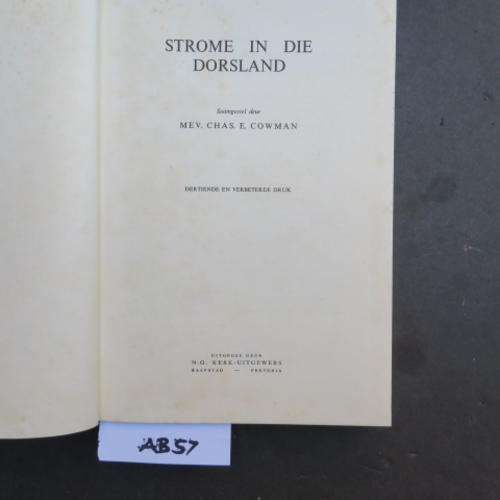 STROME IN DIE
DORSLAND
Saamgestel deur
MEV. CHAS. E. COWMAN
DERTIENDE EN VERBETERDE DRUK
UITGEGEE DEUR
N.G. KERK-UITGEWERS
KAAPSTAD — PRETORIA
AB57